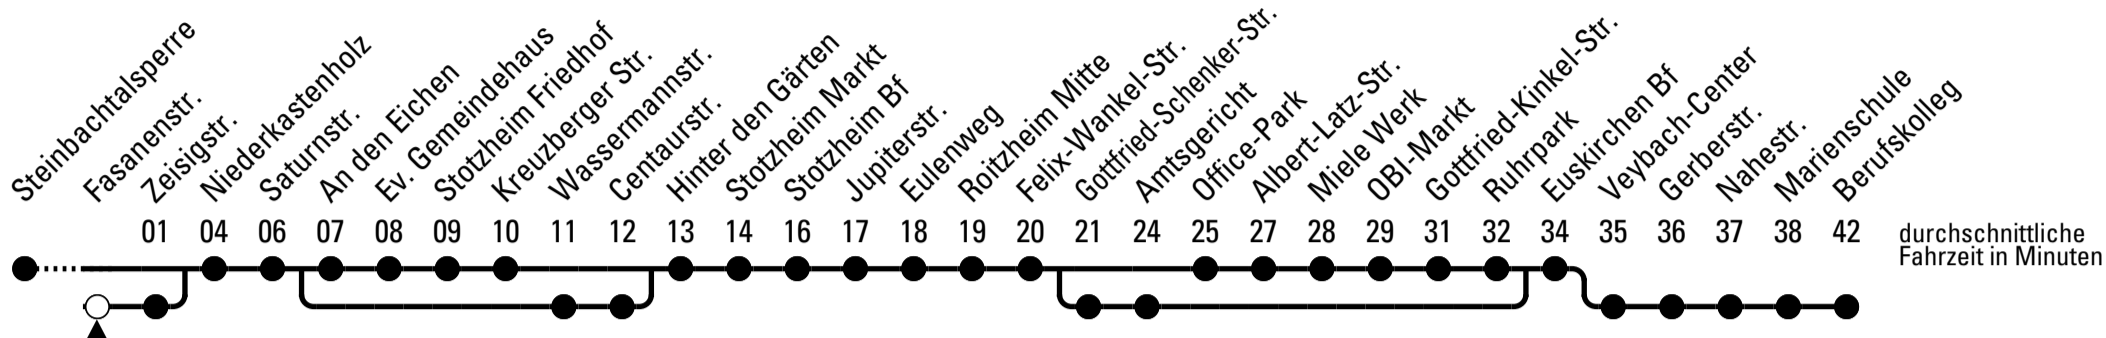 Steinbachtalsperre
Fasanenstr.
Zeisigstr.
Niederkastenholz
Saturnstr.
An den Eichen
Ev. Gemeindehaus
Stotzheim Friedhof
Kreuzberger Str.
Wassermannstr.
Centaurstr.
Hinter den Gärten
Stotzheim Markt
Stotzheim Bf
Jupiterstr.
Eulenweg
Roitzheim Mitte
Felix-Wankel-Str.
Gottfried-Schenker-Str.
Amtsgericht
Office-Park
Albert-Latz-Str.
Miele Werk
OBI-Markt
Gottfried-Kinkel-Str.
Ruhrpark
Euskirchen Bf
Veybach-Center
Gerberstr.
Nahestr.
Marienschule
Berufskolleg
01 04 06 07 08 09 10 11 12 13 14 16 17 18 19 20 21 24 25 27 28 29 31 32 34 35 36 37 38 42
durchschnittliche
Fahrzeit in Minuten